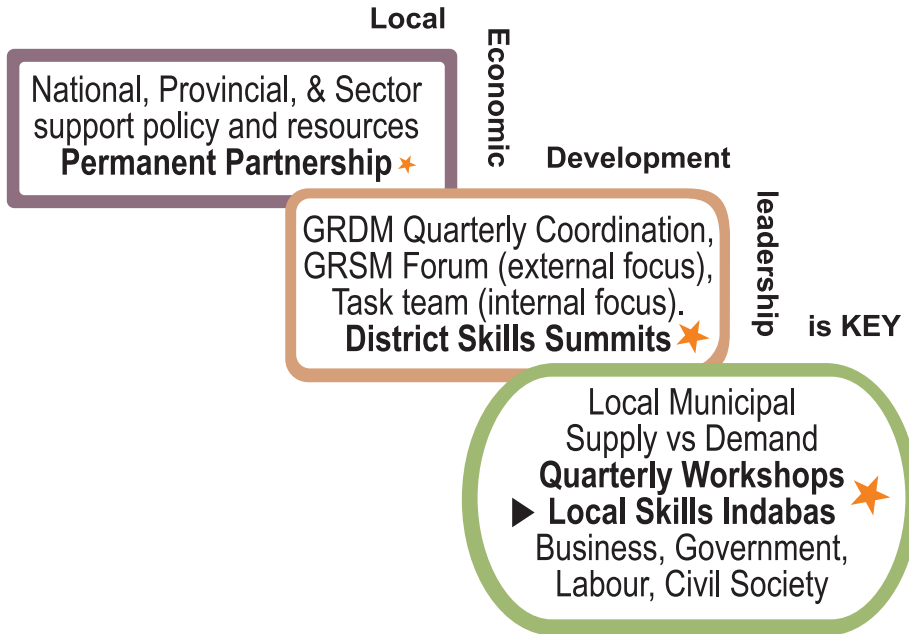 Local
Economic
Development
leadership
is KEY
National, Provincial, & Sector
support policy and resources
Permanent Partnership
GRDM Quarterly Coordination,
GRSM Forum (external focus),
Task team (internal focus).
District Skills Summits
Local Municipal
Supply vs Demand
Quarterly Workshops
Local Skills Indabas
Business, Government,
Labour, Civil Society